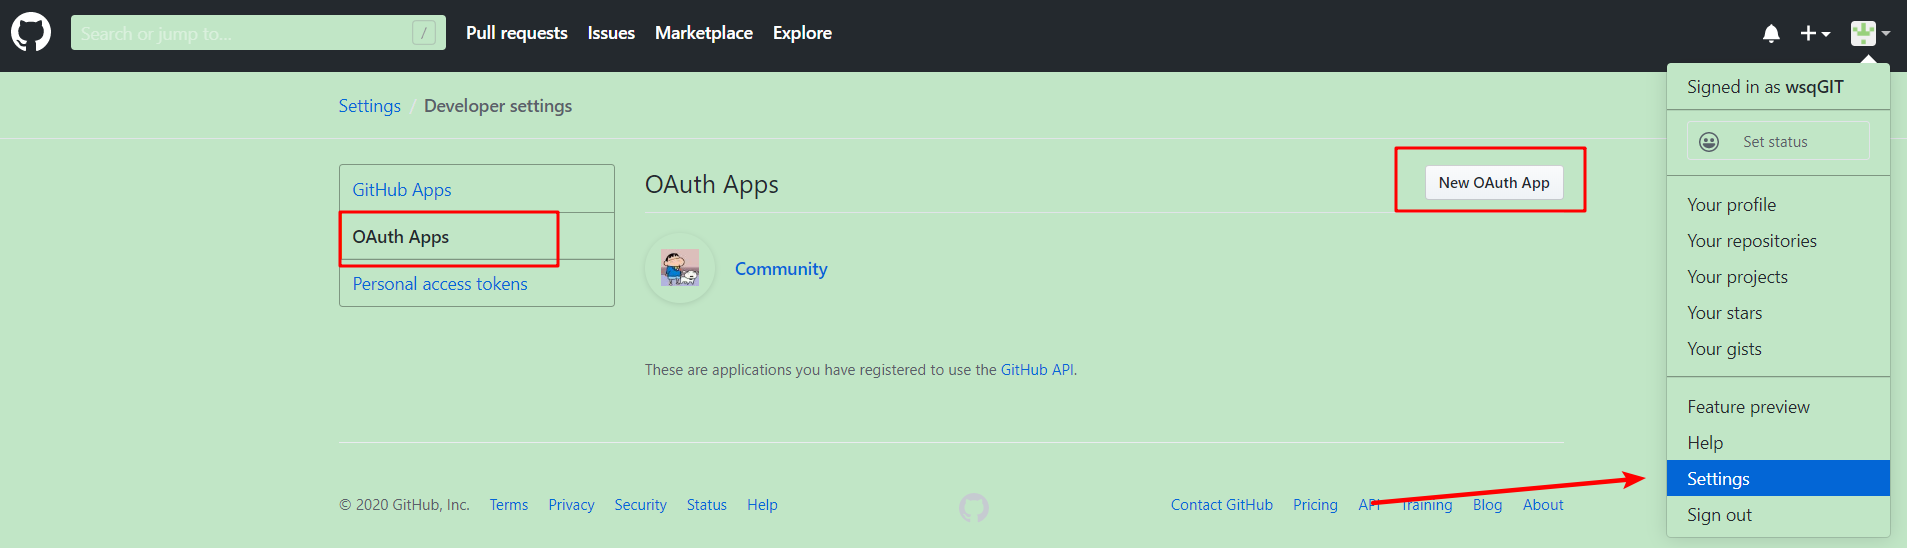 Search or jump to...
/
Pull requests
Issues
Marketplace
Explore
Settings / Developer settings
GitHub Apps
OAuth Apps
Personal access tokens
OAuth Apps
New OAuth App
Community
These are applications you have registered to use the GitHub API.
© 2020 GitHub, Inc.
Terms
Privacy
Security
Status
Help
Contact GitHub
Pricing
API
Training
Blog
About
Signed in as wsqGIT
Set status
Your profile
Your repositories
Your projects
Your stars
Your gists
Feature preview
Help
Settings
Sign out